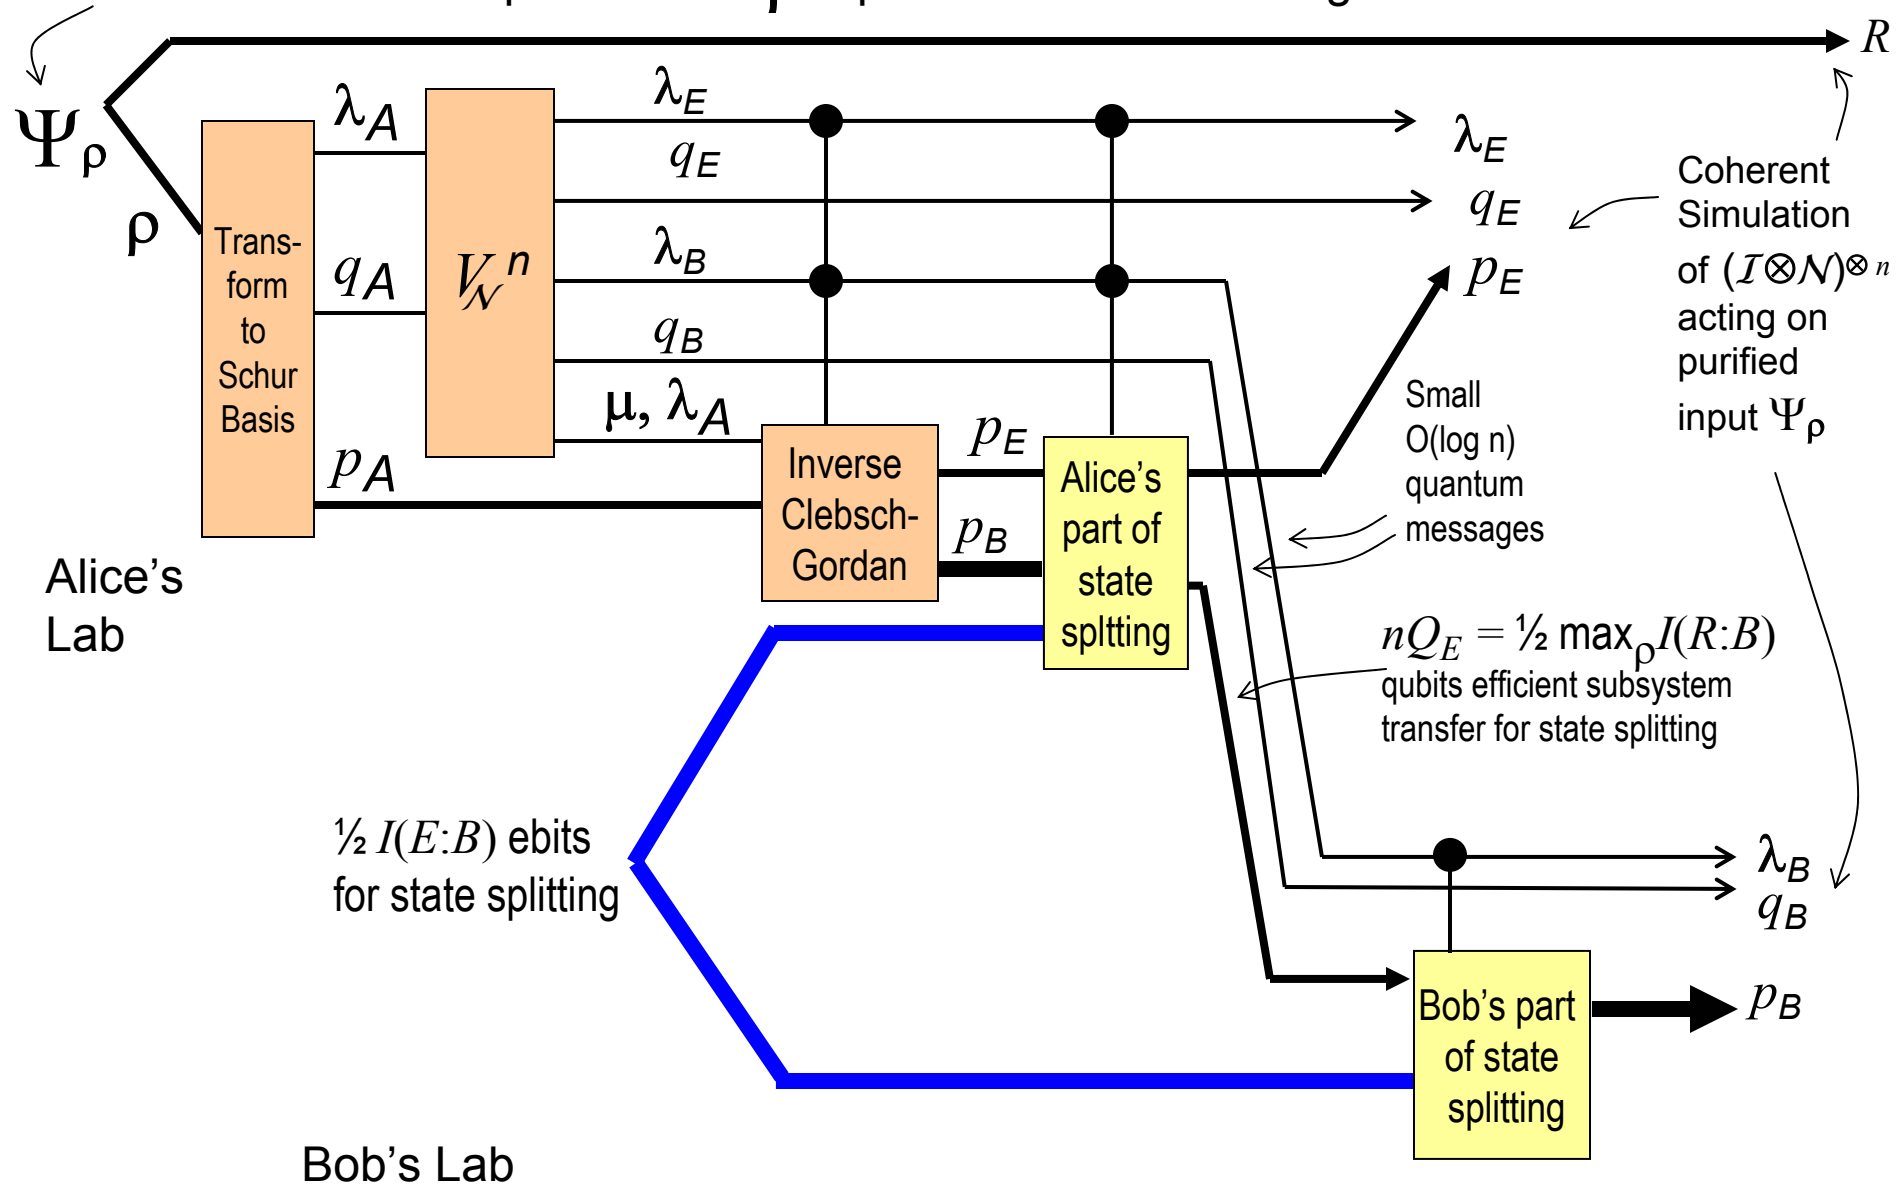 R
Ψρ
ρ
Trans-
form
to
Schur
Basis
λA
qA
pA
V𝒩 n
λE
qE
λB
qB
μ, λA
Inverse
Clebsch-
Gordan
pE
pB
Alice's
part of
state
spltting
λE
qE
pE
Coherent
Simulation
of (ℐ⊗𝒩)⊗ n
acting on
purified
input Ψρ
Small
O(log n)
quantum
messages
Alice's
Lab
nQE = ½ maxρI(R:B)
qubits efficient subsystem
transfer for state splitting
½ I(E:B) ebits
for state splitting
λB
qB
Bob's part
of state
splitting
pB
Bob's Lab